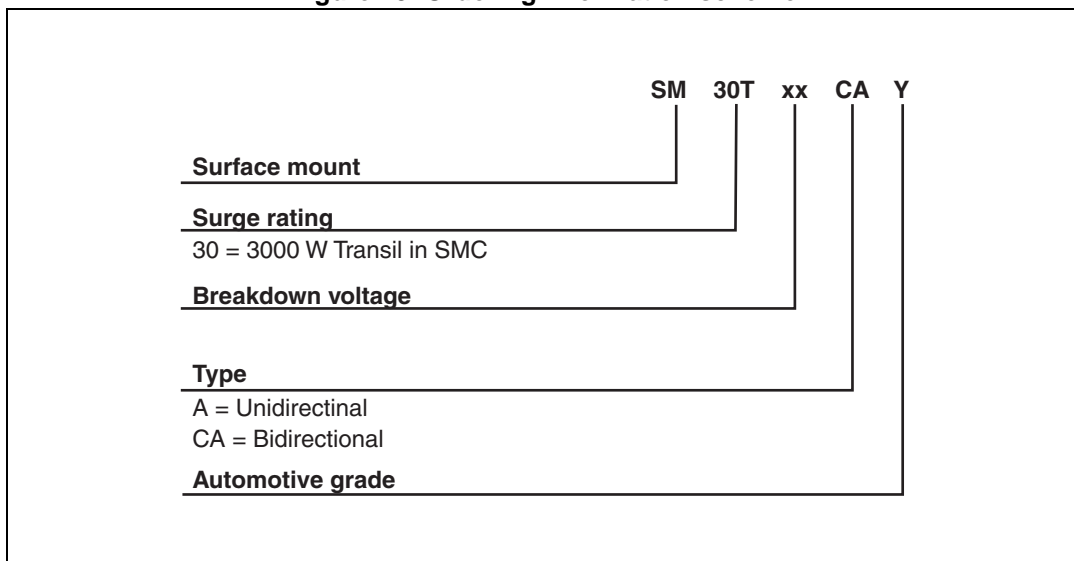 SM 30T xx CA Y
Surface mount
Surge rating
30 = 3000 W Transil in SMC
Breakdown voltage
Type
A = Unidirectinal
CA = Bidirectional
Automotive grade